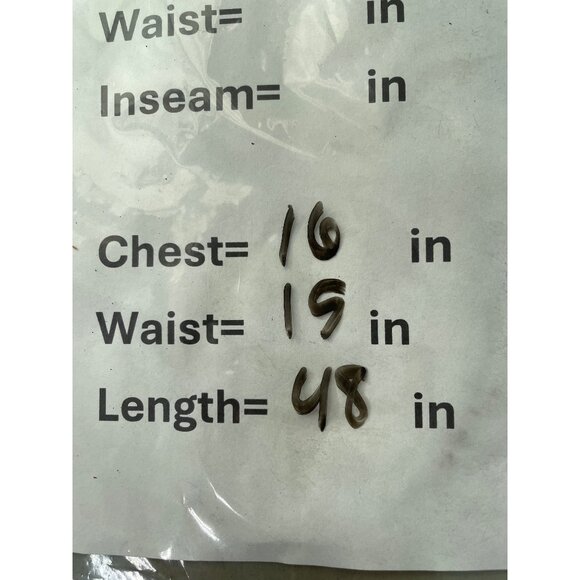 Waist= in
Inseam= in
Chest= 16 in
Waist= 15 in
Length= 48 in